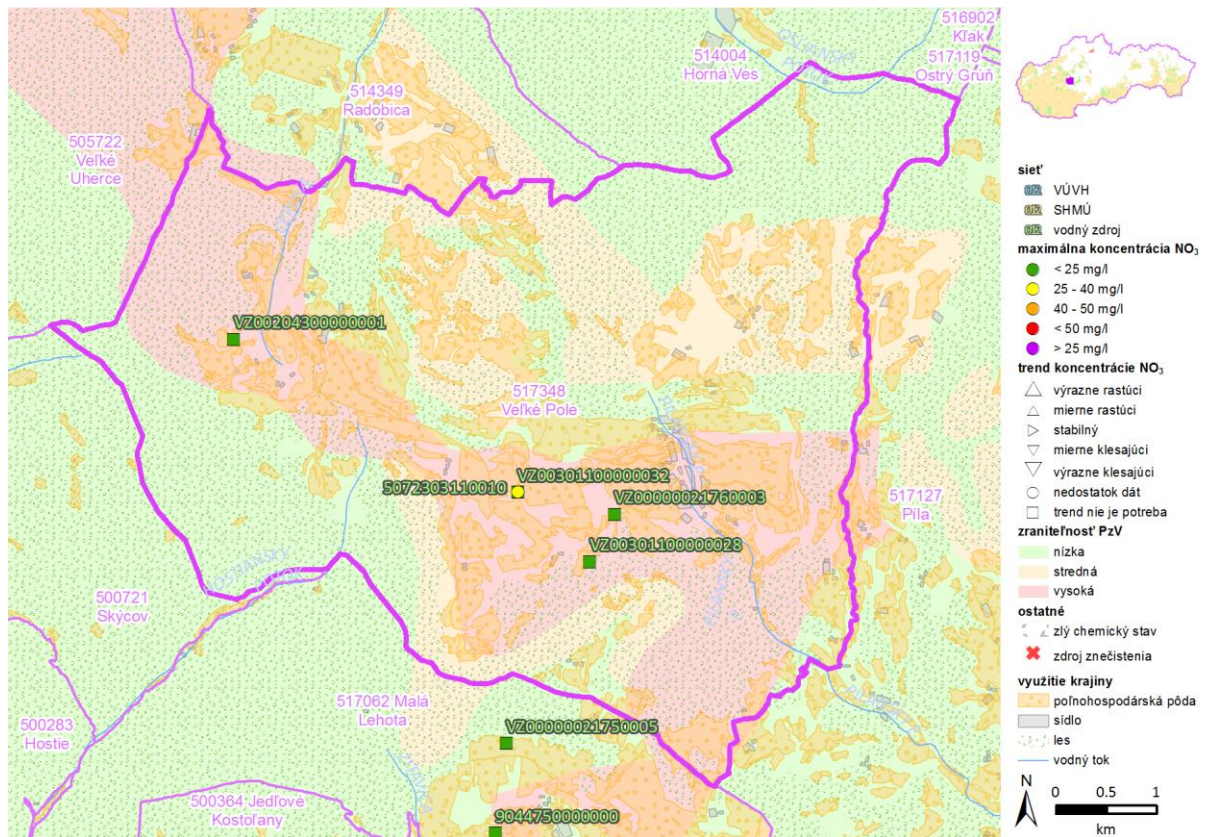 516902
Kľak
517119
Ostrý Grúň
514004
Horná Ves
514349
Radobica
505722
Veľké
Uherce
VZ00204300000001
517348
Veľké Pole
VZ00301100000032
5072303110010
VZ00000021760003
VZ00301100000028
517127
Píla
500721
Skýcov
517062 Malá
Lehota
500283
Hostie
VZ00000021750005
500364 Jedľové
Kostoľany
9044750000000
sieť
VÚVH
SHMÚ
vodný zdroj
maximálna koncentrácia NO₃
< 25 mg/l
25 - 40 mg/l
40 - 50 mg/l
< 50 mg/l
> 25 mg/l
trend koncentrácie NO₃
výrazne rastúci
mierne rastúci
stabilný
mierne klesajúci
výrazne klesajúci
nedostatok dát
trend nie je potreba
zraniteľnosť PzV
nízka
stredná
vysoká
ostatné
zlý chemický stav
zdroj znečistenia
využitie krajiny
poľnohospodárská pôda
sídlo
les
vodný tok
N
0 0.5 1
km